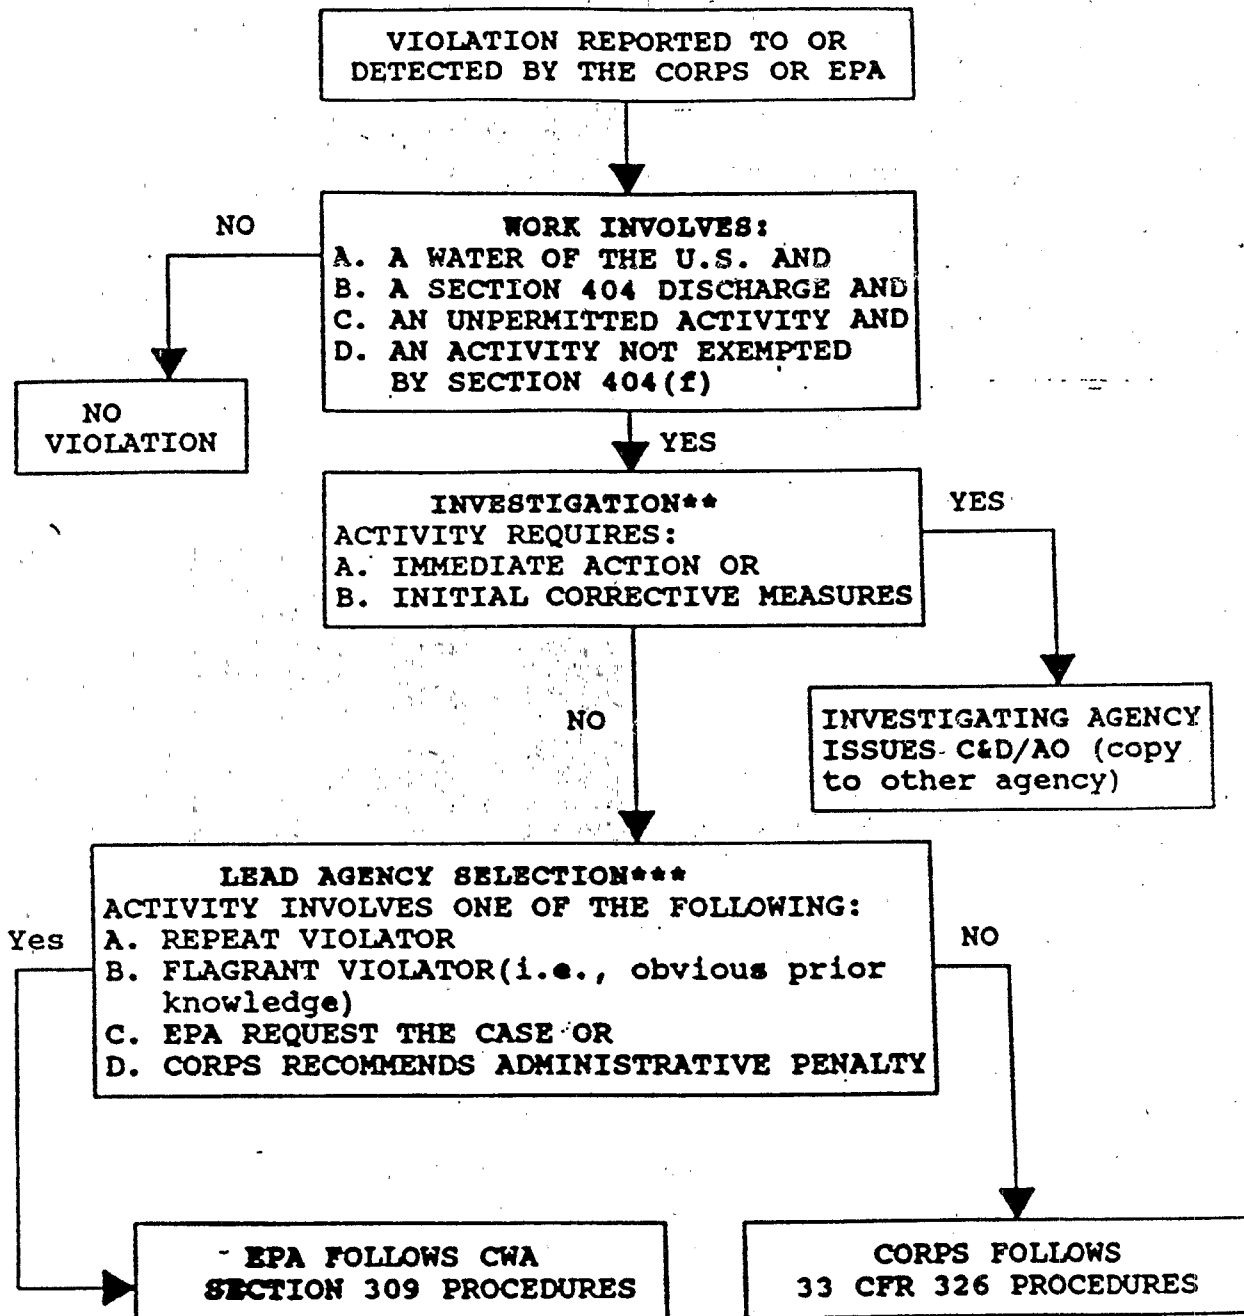 VIOLATION REPORTED TO OR
DETECTED BY THE CORPS OR EPA
NO
WORK INVOLVES:
A. A WATER OF THE U.S. AND
B. A SECTION 404 DISCHARGE AND
C. AN UNPERMITTED ACTIVITY AND
D. AN ACTIVITY NOT EXEMPTED
BY SECTION 404(f)
NO
VIOLATION
YES
INVESTIGATION**
ACTIVITY REQUIRES:
A. IMMEDIATE ACTION OR
B. INITIAL CORRECTIVE MEASURES
YES
NO
INVESTIGATING AGENCY
ISSUES C&D/AO (copy
to other agency)
LEAD AGENCY SELECTION***
ACTIVITY INVOLVES ONE OF THE FOLLOWING:
A. REPEAT VIOLATOR
B. FLAGRANT VIOLATOR(i.e., obvious prior
knowledge)
C. EPA REQUEST THE CASE OR
D. CORPS RECOMMENDS ADMINISTRATIVE PENALTY
Yes
NO
EPA FOLLOWS CWA
SECTION 309 PROCEDURES
CORPS FOLLOWS
33 CFR 326 PROCEDURES